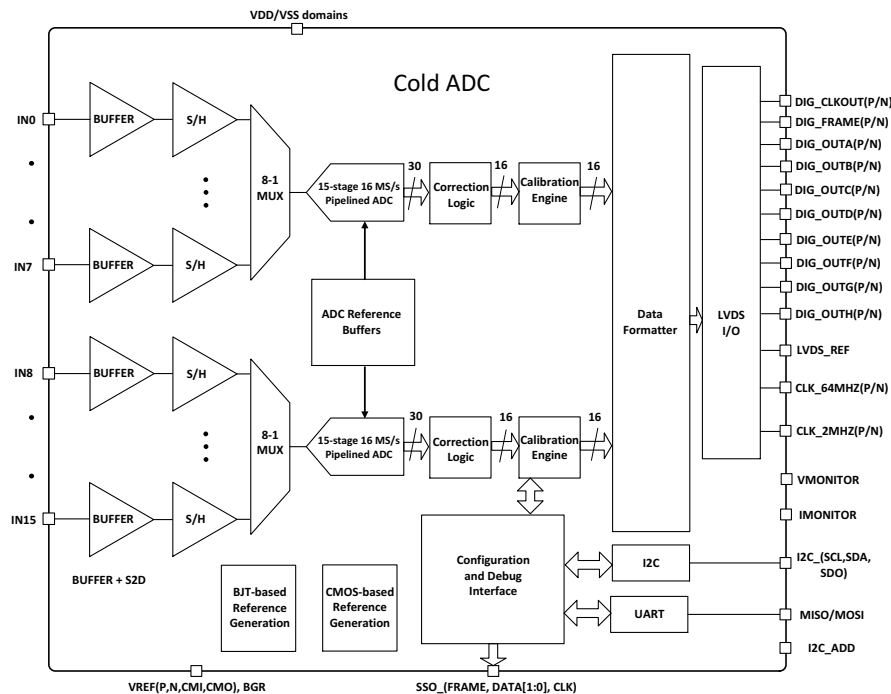 VDD/VSS domains
Cold ADC
IN0
BUFFER
S/H
8-1
MUX
15-stage 16 MS/s
Pipelined ADC
30
Correction
Logic
16
Calibration
Engine
16
IN7
BUFFER
S/H
ADC Reference
Buffers
IN8
BUFFER
S/H
8-1
MUX
15-stage 16 MS/s
Pipelined ADC
30
Correction
Logic
16
Calibration
Engine
16
IN15
BUFFER
S/H
BUFFER + S2D
Data
Formatter
LVDS
I/O
DIG_CLKOUT(P/N)
DIG_FRAME(P/N)
DIG_OUTA(P/N)
DIG_OUTB(P/N)
DIG_OUTC(P/N)
DIG_OUTD(P/N)
DIG_OUTE(P/N)
DIG_OUTF(P/N)
DIG_OUTG(P/N)
DIG_OUTH(P/N)
LVDS_REF
CLK_64MHZ(P/N)
CLK_2MHZ(P/N)
VMONITOR
IMONITOR
I2C_(SCL,SDA,
SDO)
MISO/MOSI
I2C_ADD
BJT-based
Reference
Generation
CMOS-based
Reference
Generation
Configuration
and Debug
Interface
I2C
UART
VREF(P,N,CMI,CMO), BGR
SSO_(FRAME, DATA[1:0], CLK)